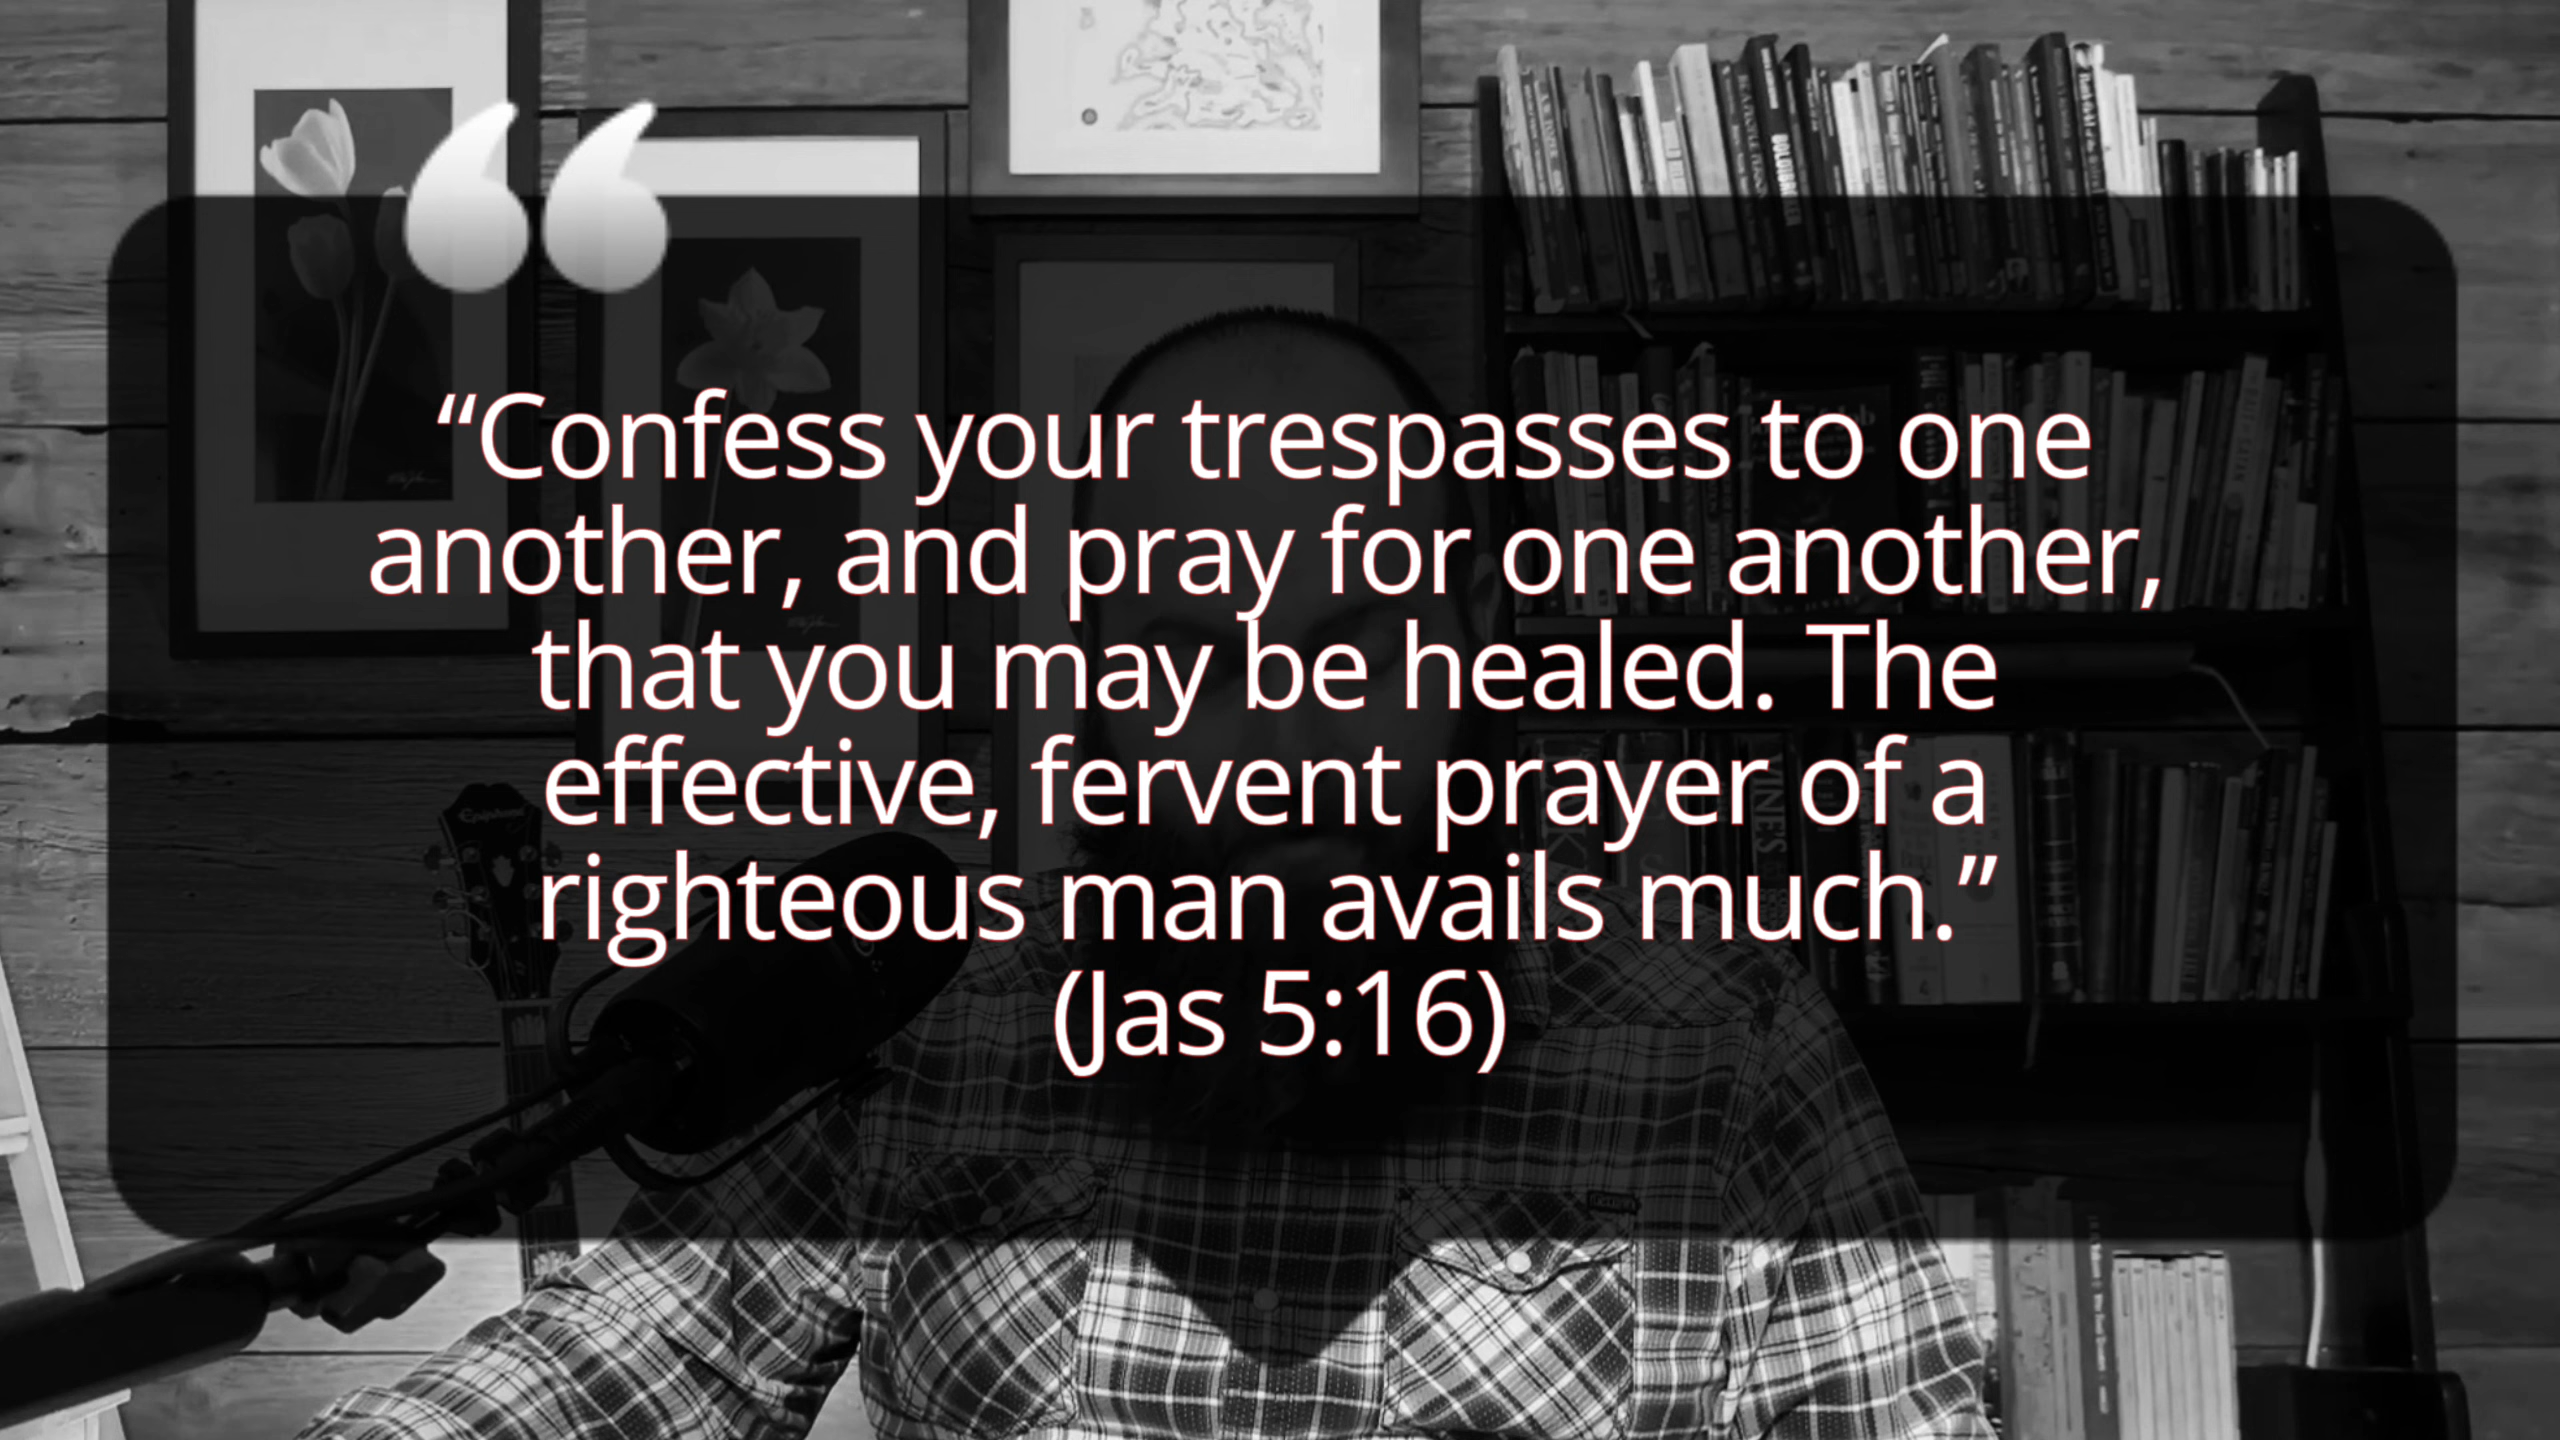 “Confess your trespasses to one
another, and pray for one another,
that you may be healed. The
effective, fervent prayer of a
righteous man avails much.”
(Jas 5:16)
Epiphone